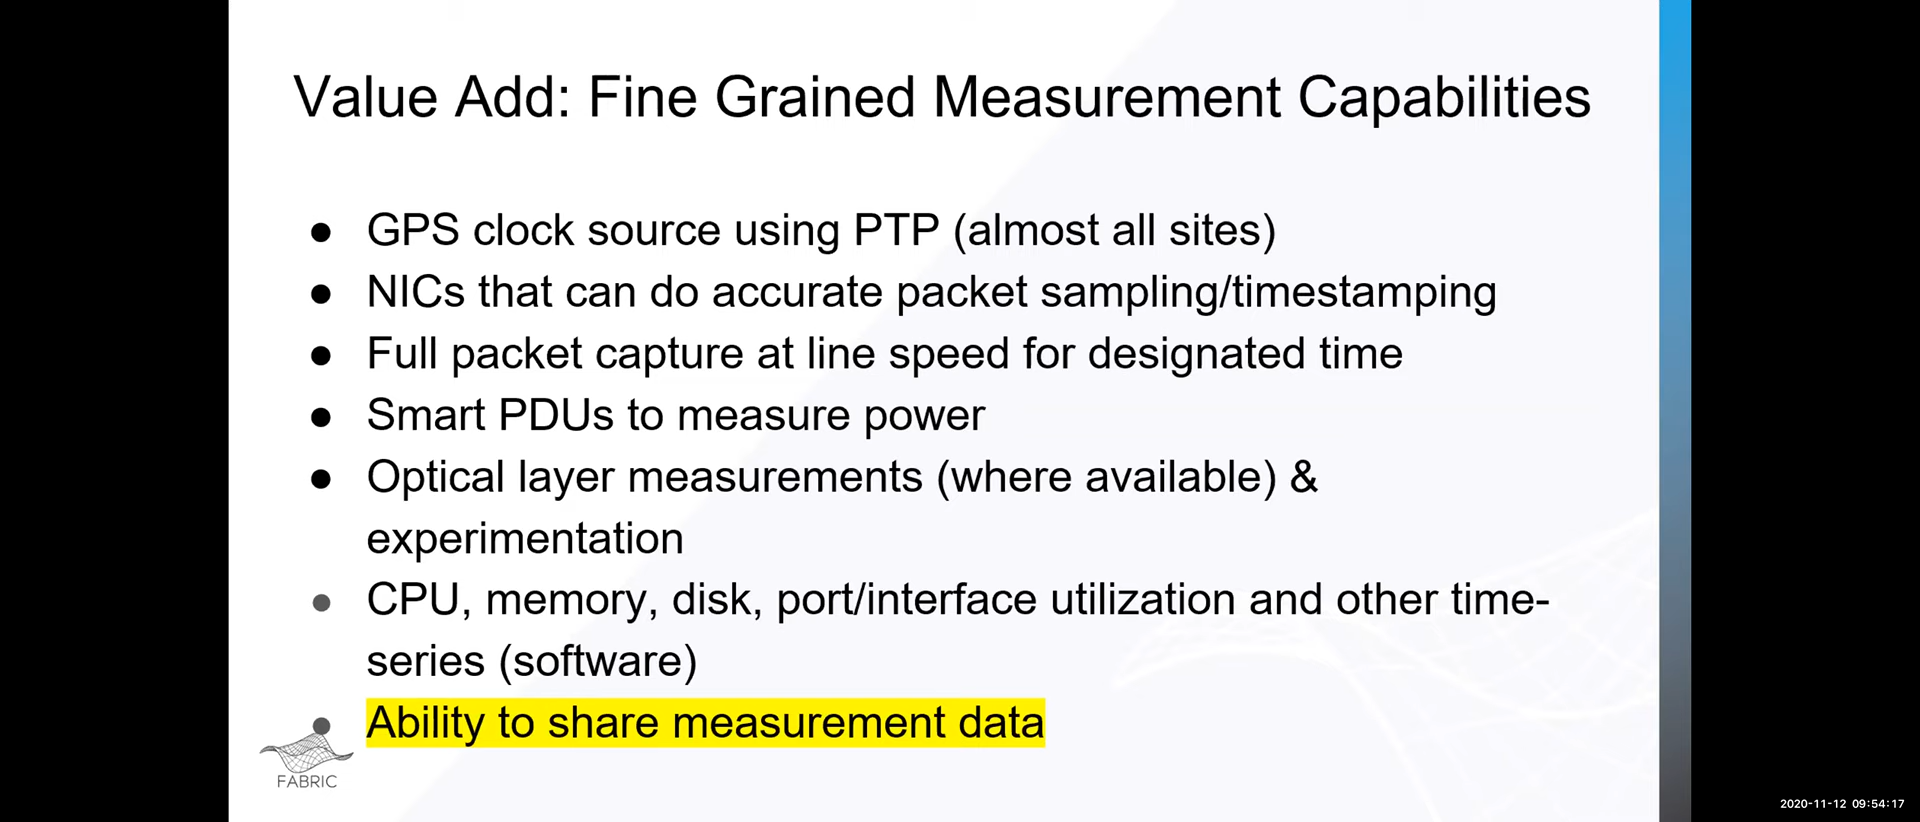 Value Add: Fine Grained Measurement Capabilities
● GPS clock source using PTP (almost all sites)
● NICs that can do accurate packet sampling/timestamping
● Full packet capture at line speed for designated time
● Smart PDUs to measure power
● Optical layer measurements (where available) &
experimentation
● CPU, memory, disk, port/interface utilization and other time-
series (software)
● Ability to share measurement data
FABRIC
2020-11-12 09:54:17